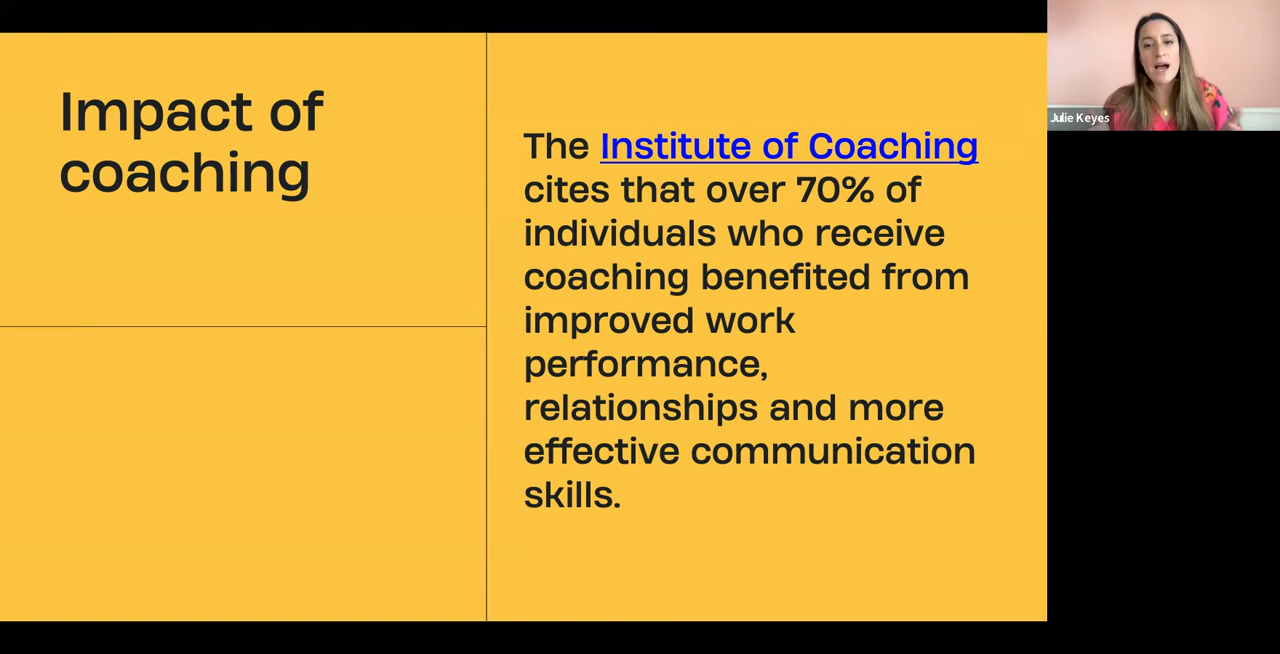 Impact of
coaching
The Institute of Coaching
cites that over 70% of
individuals who receive
coaching benefited from
improved work
performance,
relationships and more
effective communication
skills.
Julie Keyes